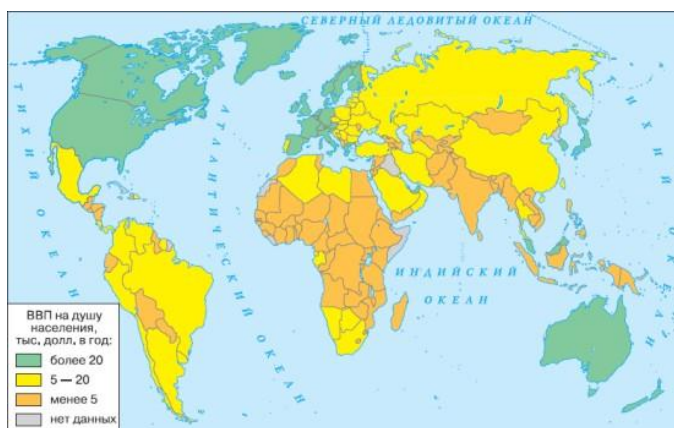 СЕВЕРНЫЙ ЛЕДОВИТЫЙ ОКЕАН
ТИХИЙ ОКЕАН
АТЛАНТИЧЕСКИЙ ОКЕАН
ТИХИЙ ОКЕАН
ИНДИЙСКИЙ
ОКЕАН
ВВП на душу
населения,
тыс. долл. в год:
более 20
5 — 20
менее 5
нет данных